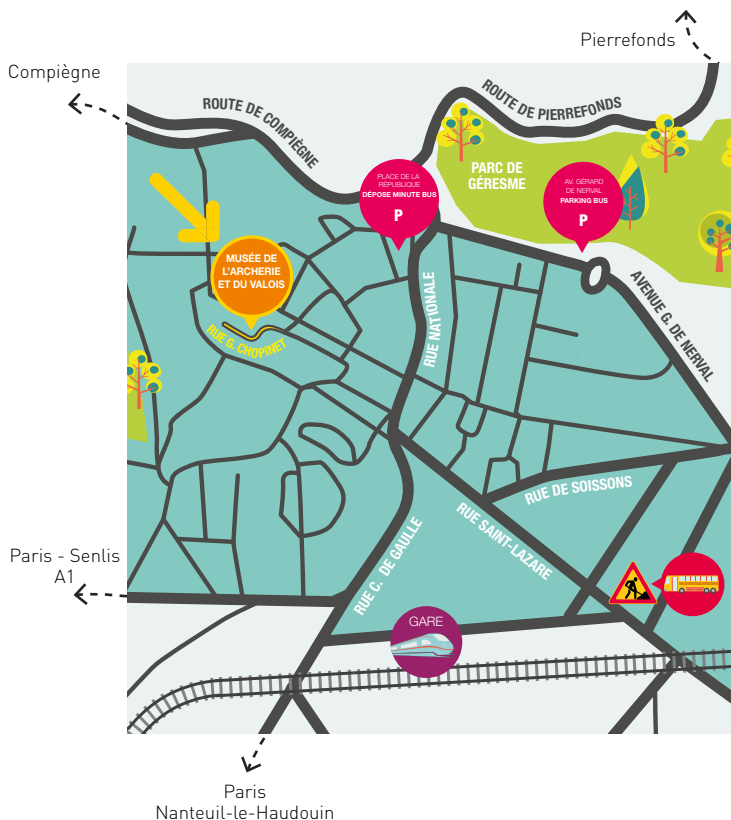 Pierrefonds
Compiègne
ROUTE DE COMPIÈGNE
ROUTE DE PIERREFONDS
PARC DE
GÉRESME
PLACE DE LA
RÉPUBLIQUE
DÉPOSE MINUTE BUS
P
AV. GÉRARD
DE NERVAL
PARKING BUS
P
MUSÉE DE
L'ARCHERIE
ET DU VALOIS
RUE G. CHOPINET
RUE NATIONALE
AVENUE G. DE NERVAL
RUE DE SOISSONS
RUE SAINT-LAZARE
RUE C. DE GAULLE
Paris - Senlis
A1
GARE
Paris
Nanteuil-le-Haudouin